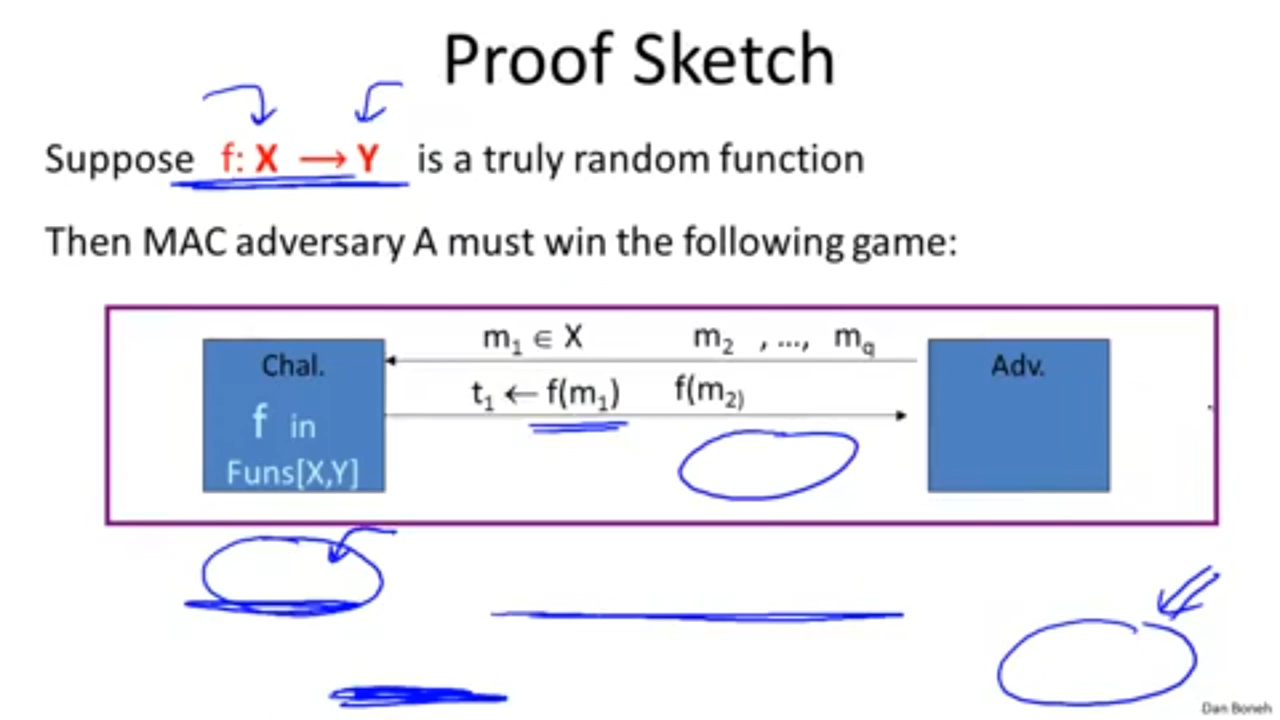 Proof Sketch
Suppose f: X ⟶ Y is a truly random function
Then MAC adversary A must win the following game:
m₁ ∈ X m₂ , …, m_q
Chal. Adv.
t₁ ← f(m₁) f(m₂)
f in
Funs[X,Y]
Dan Boneh